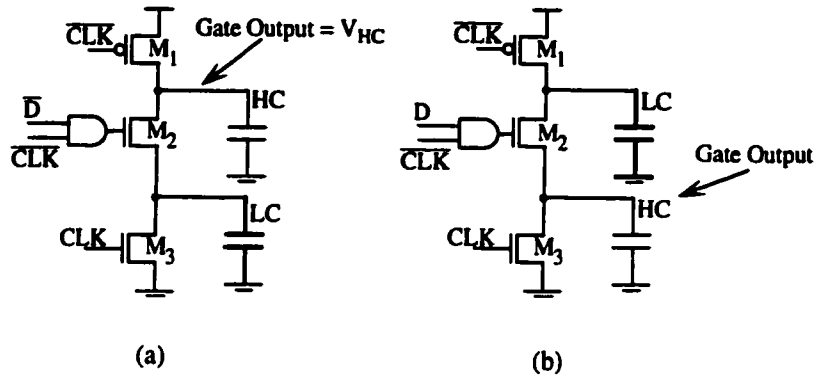 CLK
M1
Gate Output = VHC
HC
D
CLK
M2
LC
CLK
M3
(a)
CLK
M1
LC
D
CLK
M2
Gate Output
HC
CLK
M3
(b)